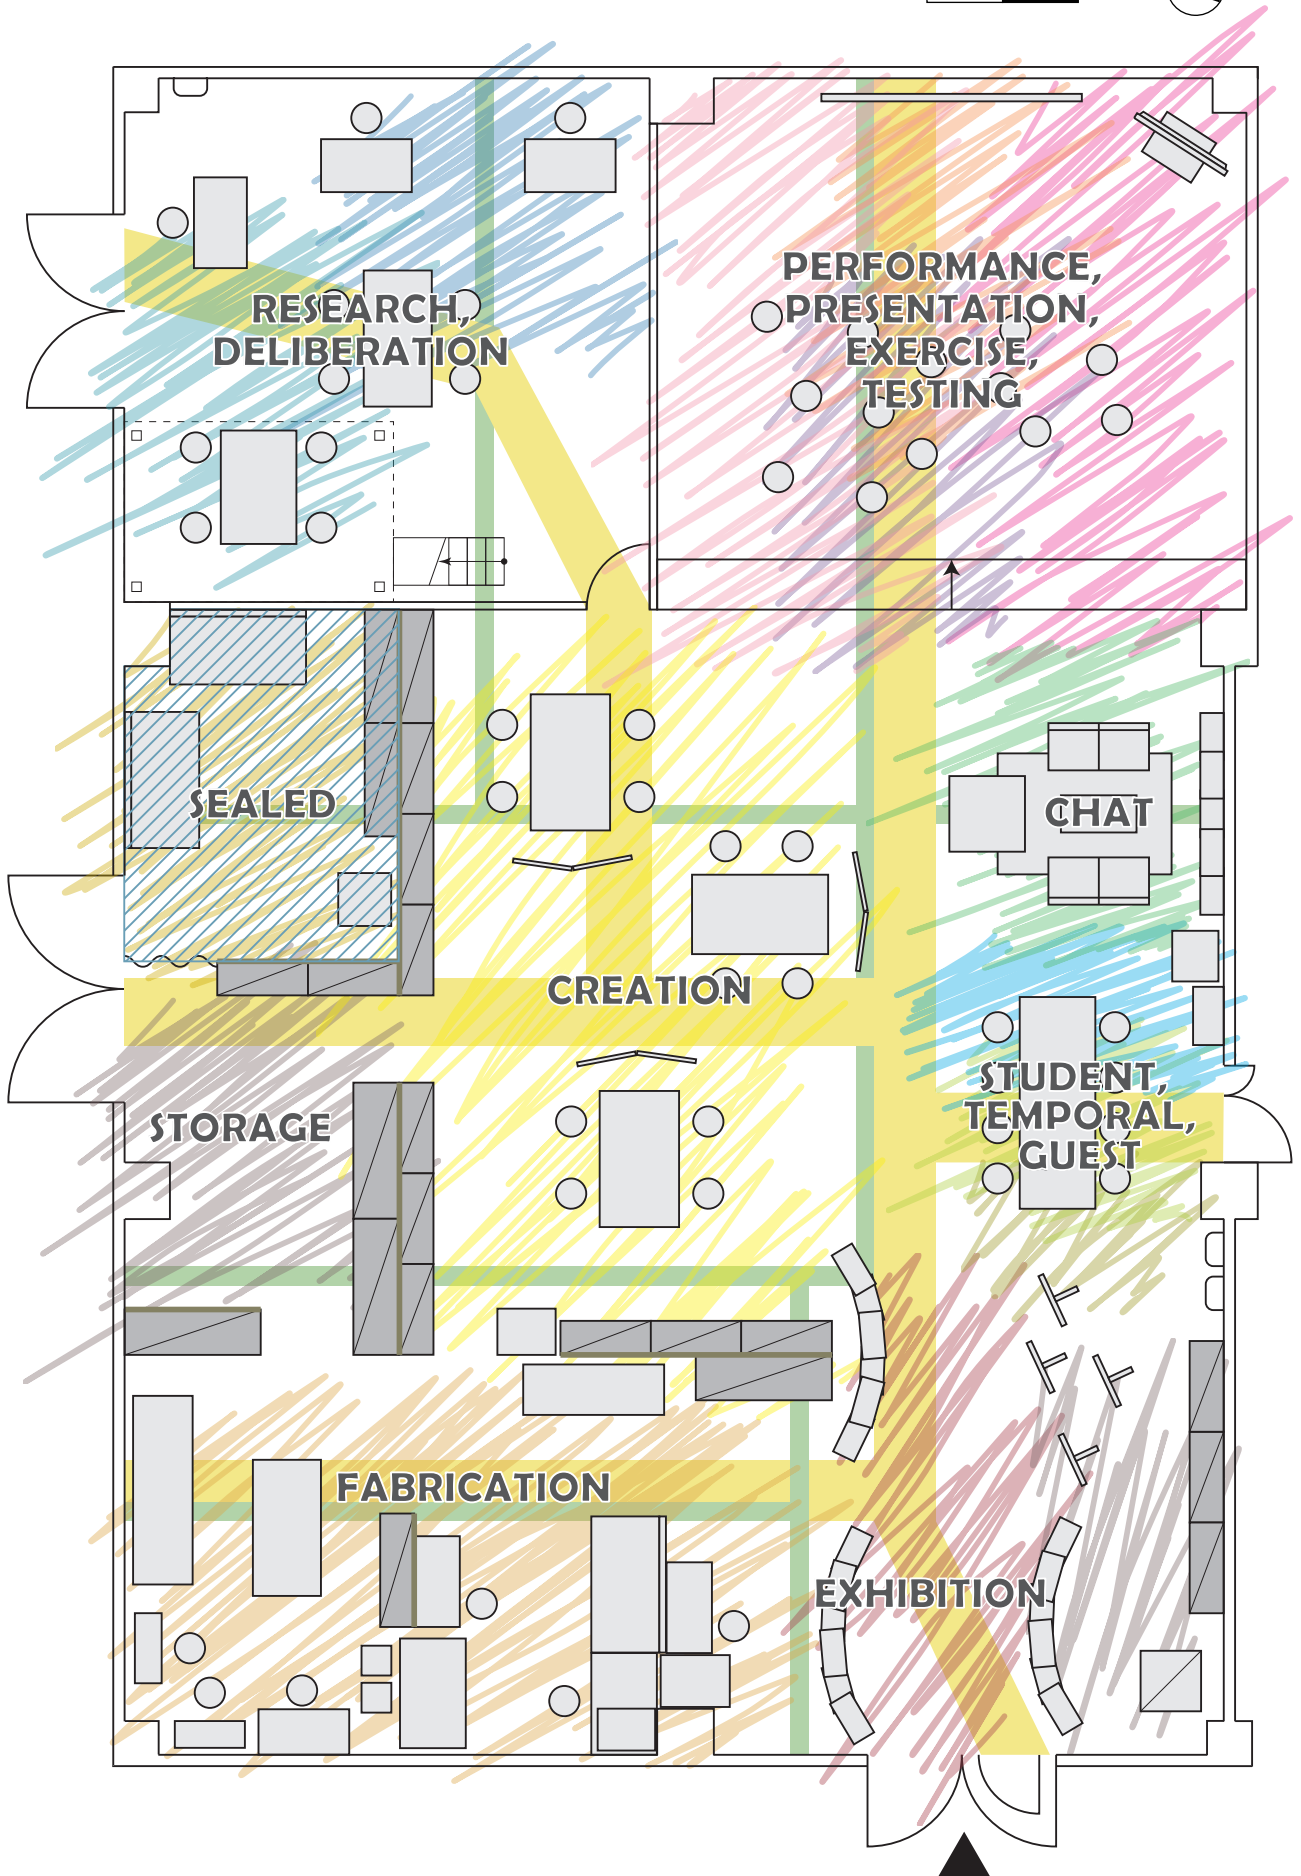 RESEARCH,
DELIBERATION
PERFORMANCE,
PRESENTATION,
EXERCISE,
TESTING
SEALED
CHAT
CREATION
STUDENT,
TEMPORAL,
GUEST
STORAGE
FABRICATION
EXHIBITION